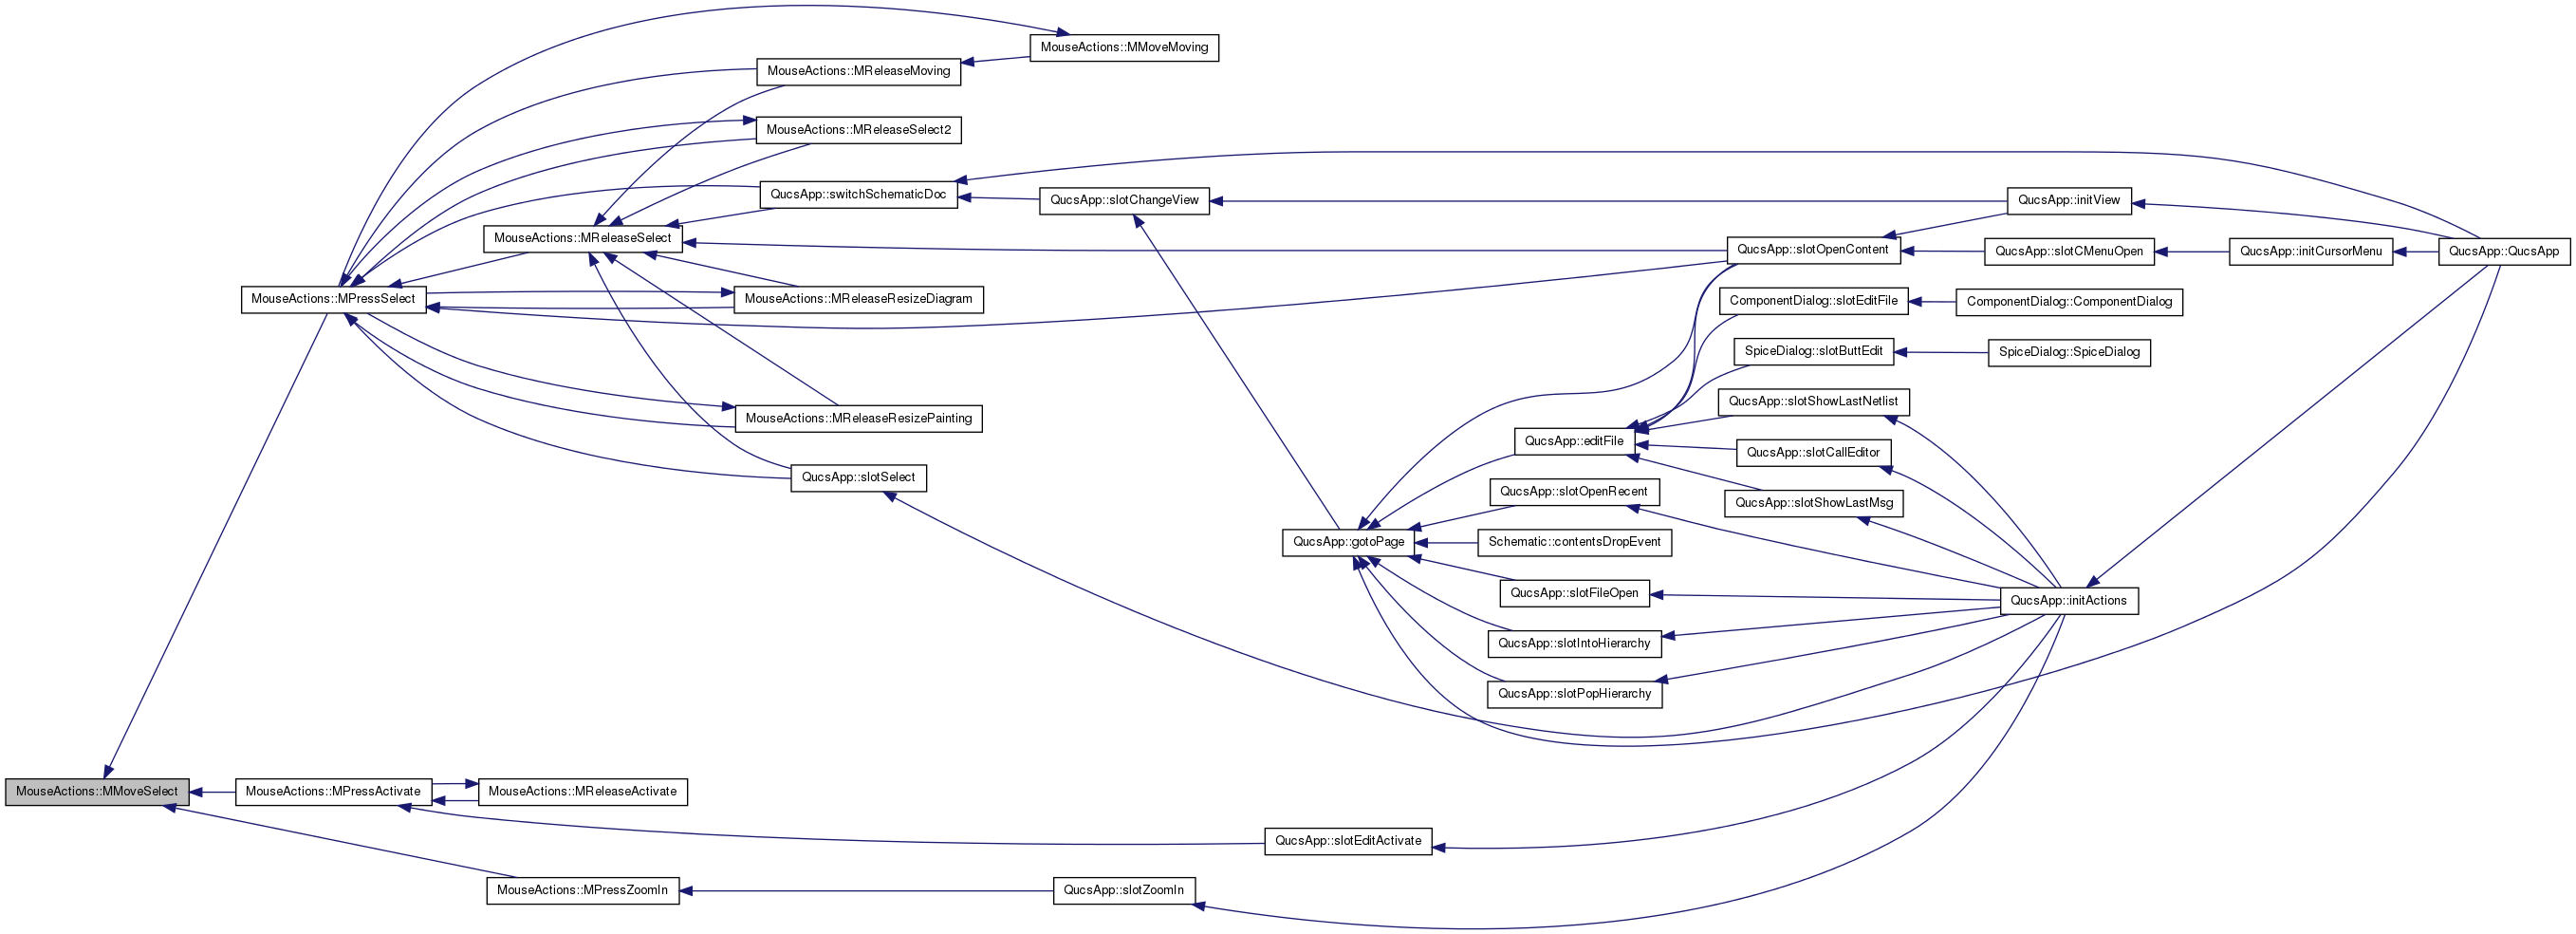 MouseActions::MMoveMoving
MouseActions::MReleaseMoving
MouseActions::MReleaseSelect2
QucsApp::switchSchematicDoc
QucsApp::slotChangeView
QucsApp::initView
MouseActions::MReleaseSelect
QucsApp::slotOpenContent
QucsApp::slotCMenuOpen
QucsApp::initCursorMenu
QucsApp::QucsApp
MouseActions::MPressSelect
MouseActions::MReleaseResizeDiagram
ComponentDialog::slotEditFile
ComponentDialog::ComponentDialog
SpiceDialog::slotButtEdit
SpiceDialog::SpiceDialog
QucsApp::slotShowLastNetlist
MouseActions::MReleaseResizePainting
QucsApp::editFile
QucsApp::slotCallEditor
QucsApp::slotSelect
QucsApp::slotOpenRecent
QucsApp::slotShowLastMsg
QucsApp::gotoPage
Schematic::contentsDropEvent
QucsApp::slotFileOpen
QucsApp::initActions
QucsApp::slotIntoHierarchy
QucsApp::slotPopHierarchy
MouseActions::MMoveSelect
MouseActions::MPressActivate
MouseActions::MReleaseActivate
QucsApp::slotEditActivate
MouseActions::MPressZoomIn
QucsApp::slotZoomIn